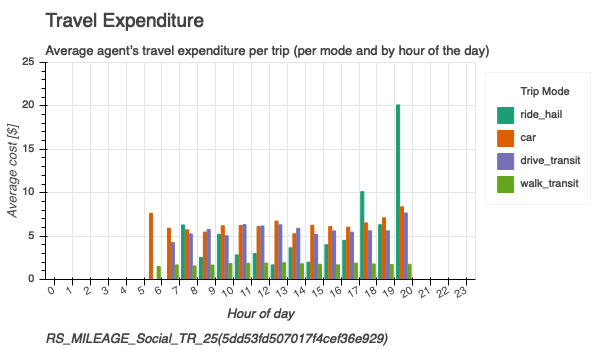 Travel Expenditure
Average agent's travel expenditure per trip (per mode and by hour of the day)
25
20
15
10
5
0
Average cost [$]
0 1 2 3 4 5 6 7 8 9 10 11 12 13 14 15 16 17 18 19 20 21 22 23
Hour of day
Trip Mode
ride_hail
car
drive_transit
walk_transit
RS_MILEAGE_Social_TR_25(5dd53fd507017f4cef36e929)